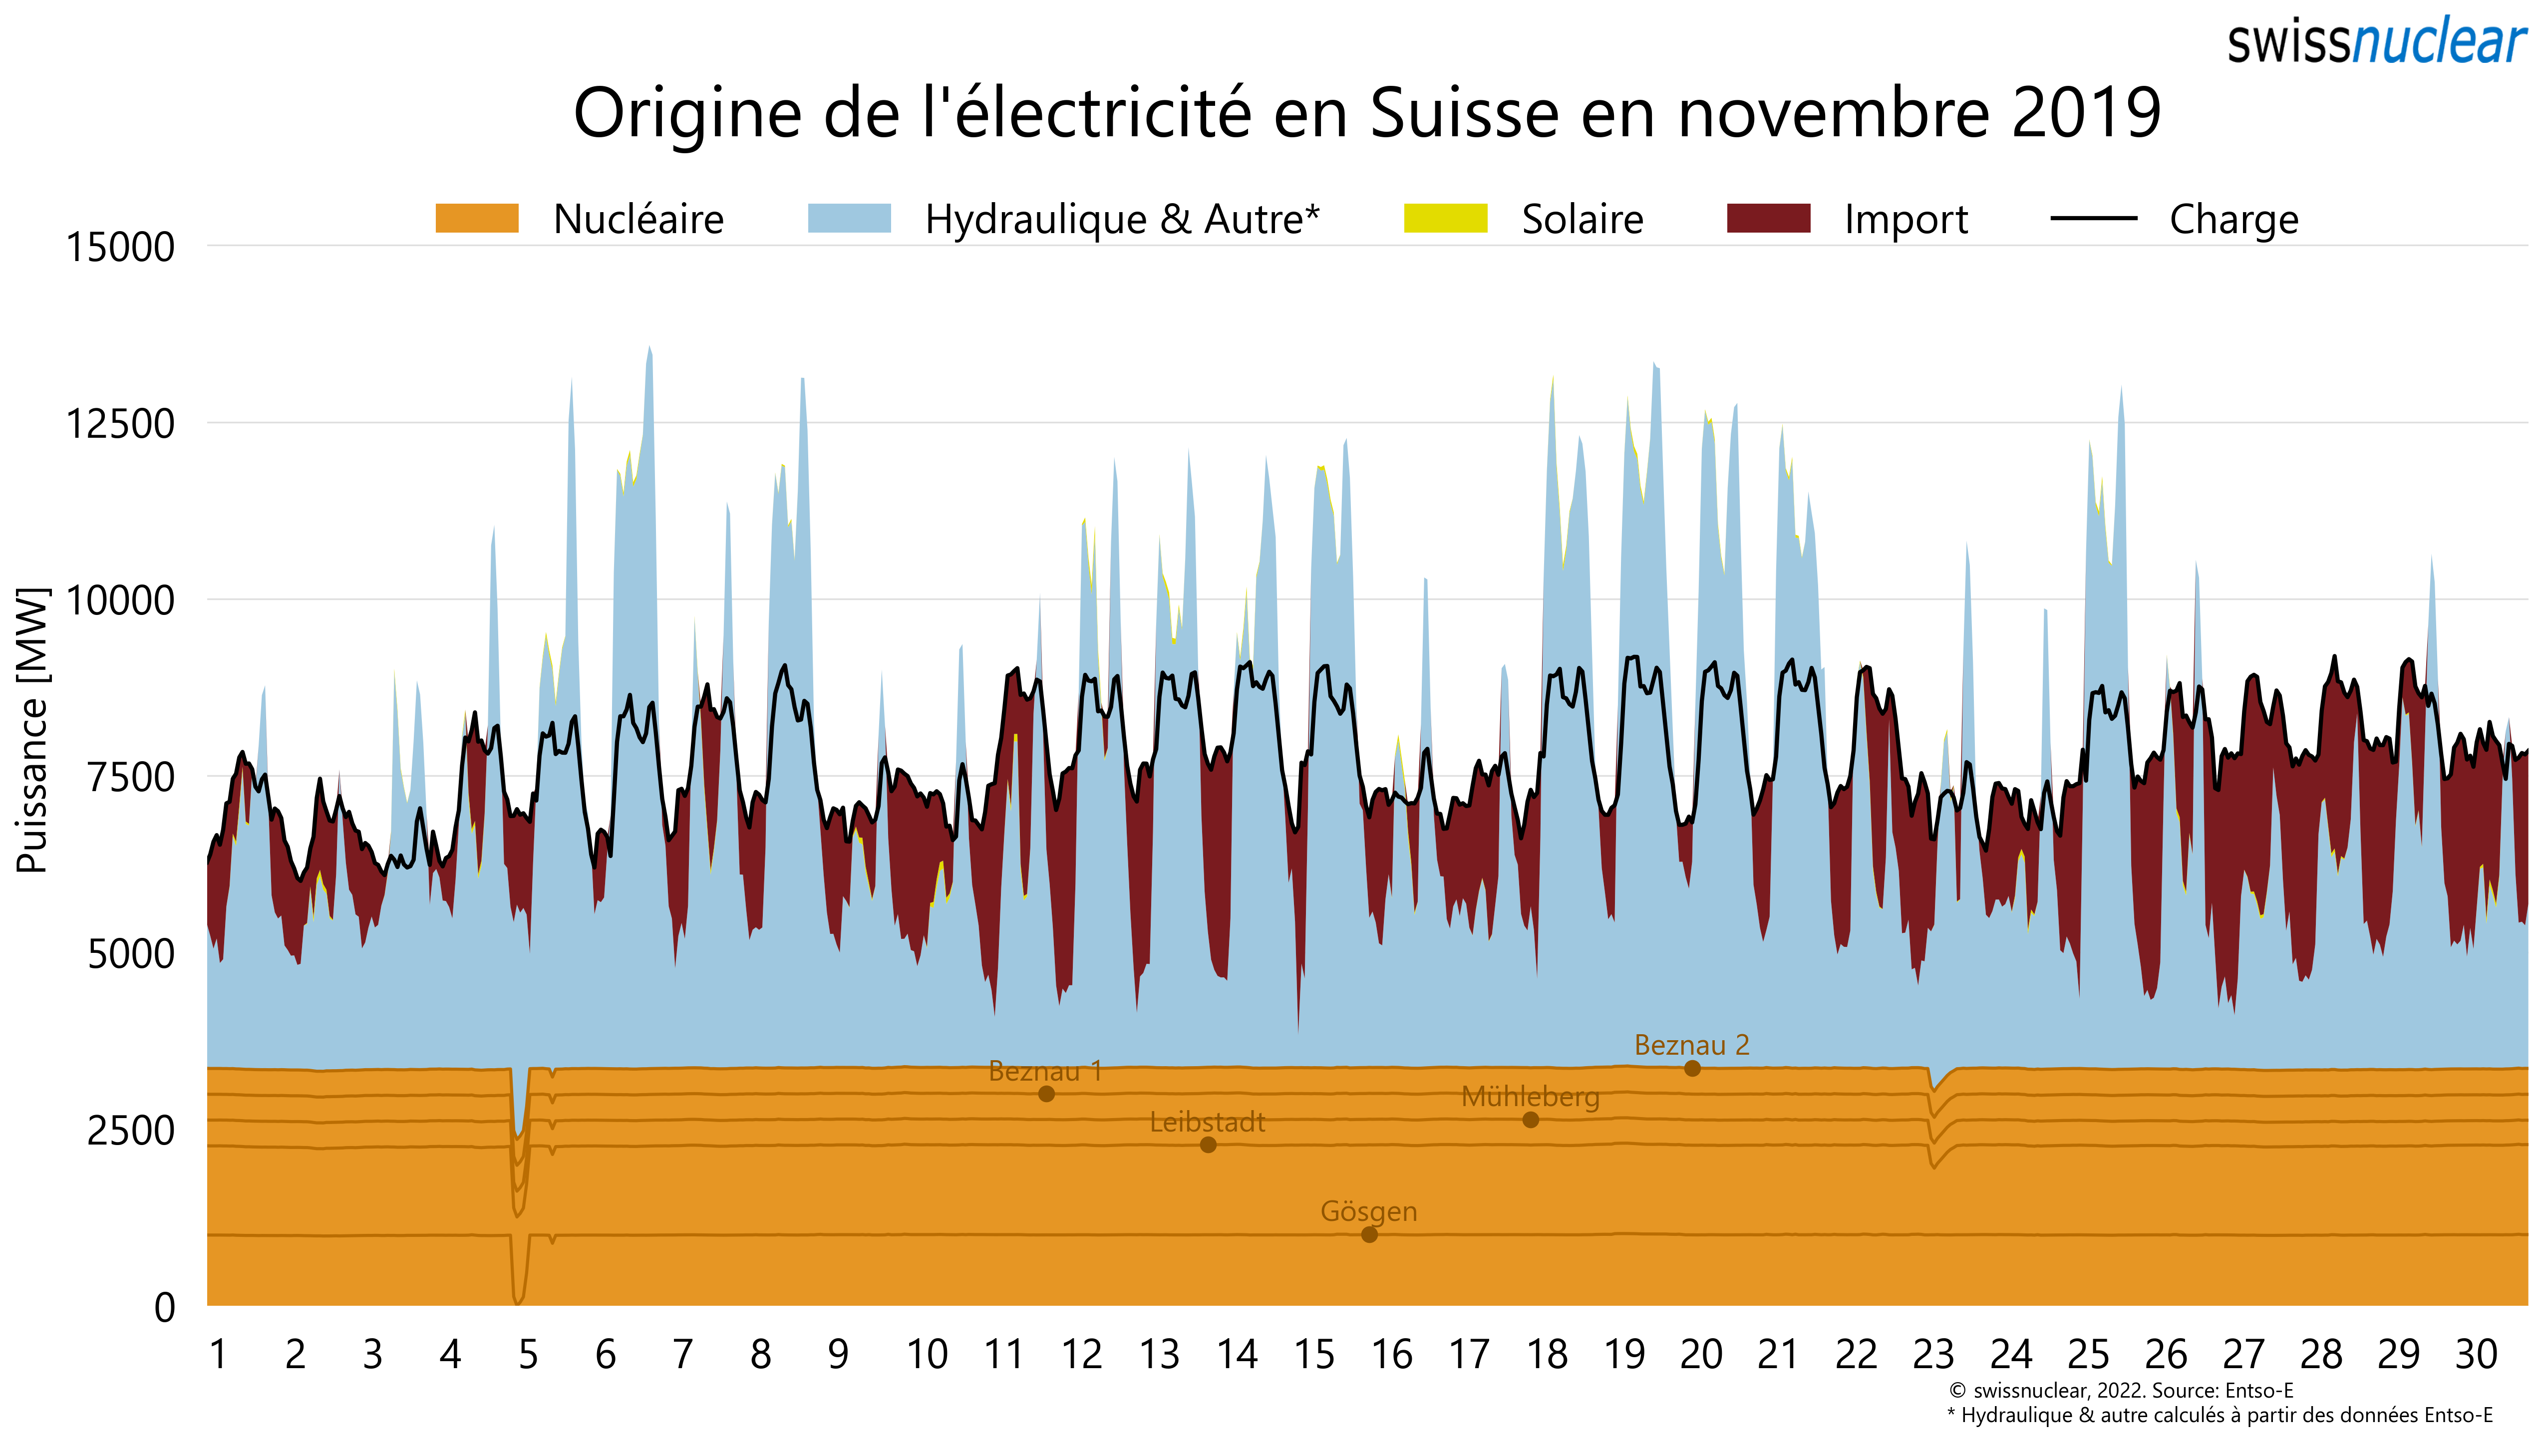 swissnuclear
Origine de l'électricité en Suisse en novembre 2019
Nucléaire Hydraulique & Autre* Solaire Import Charge
15000
12500
10000
7500
5000
2500
0
Puissance [MW]
Beznau 2
Beznau 1
Mühleberg
Leibstadt
Gösgen
1 2 3 4 5 6 7 8 9 10 11 12 13 14 15 16 17 18 19 20 21 22 23 24 25 26 27 28 29 30
© swissnuclear, 2022. Source: Entso-E
* Hydraulique & autre calculés à partir des données Entso-E